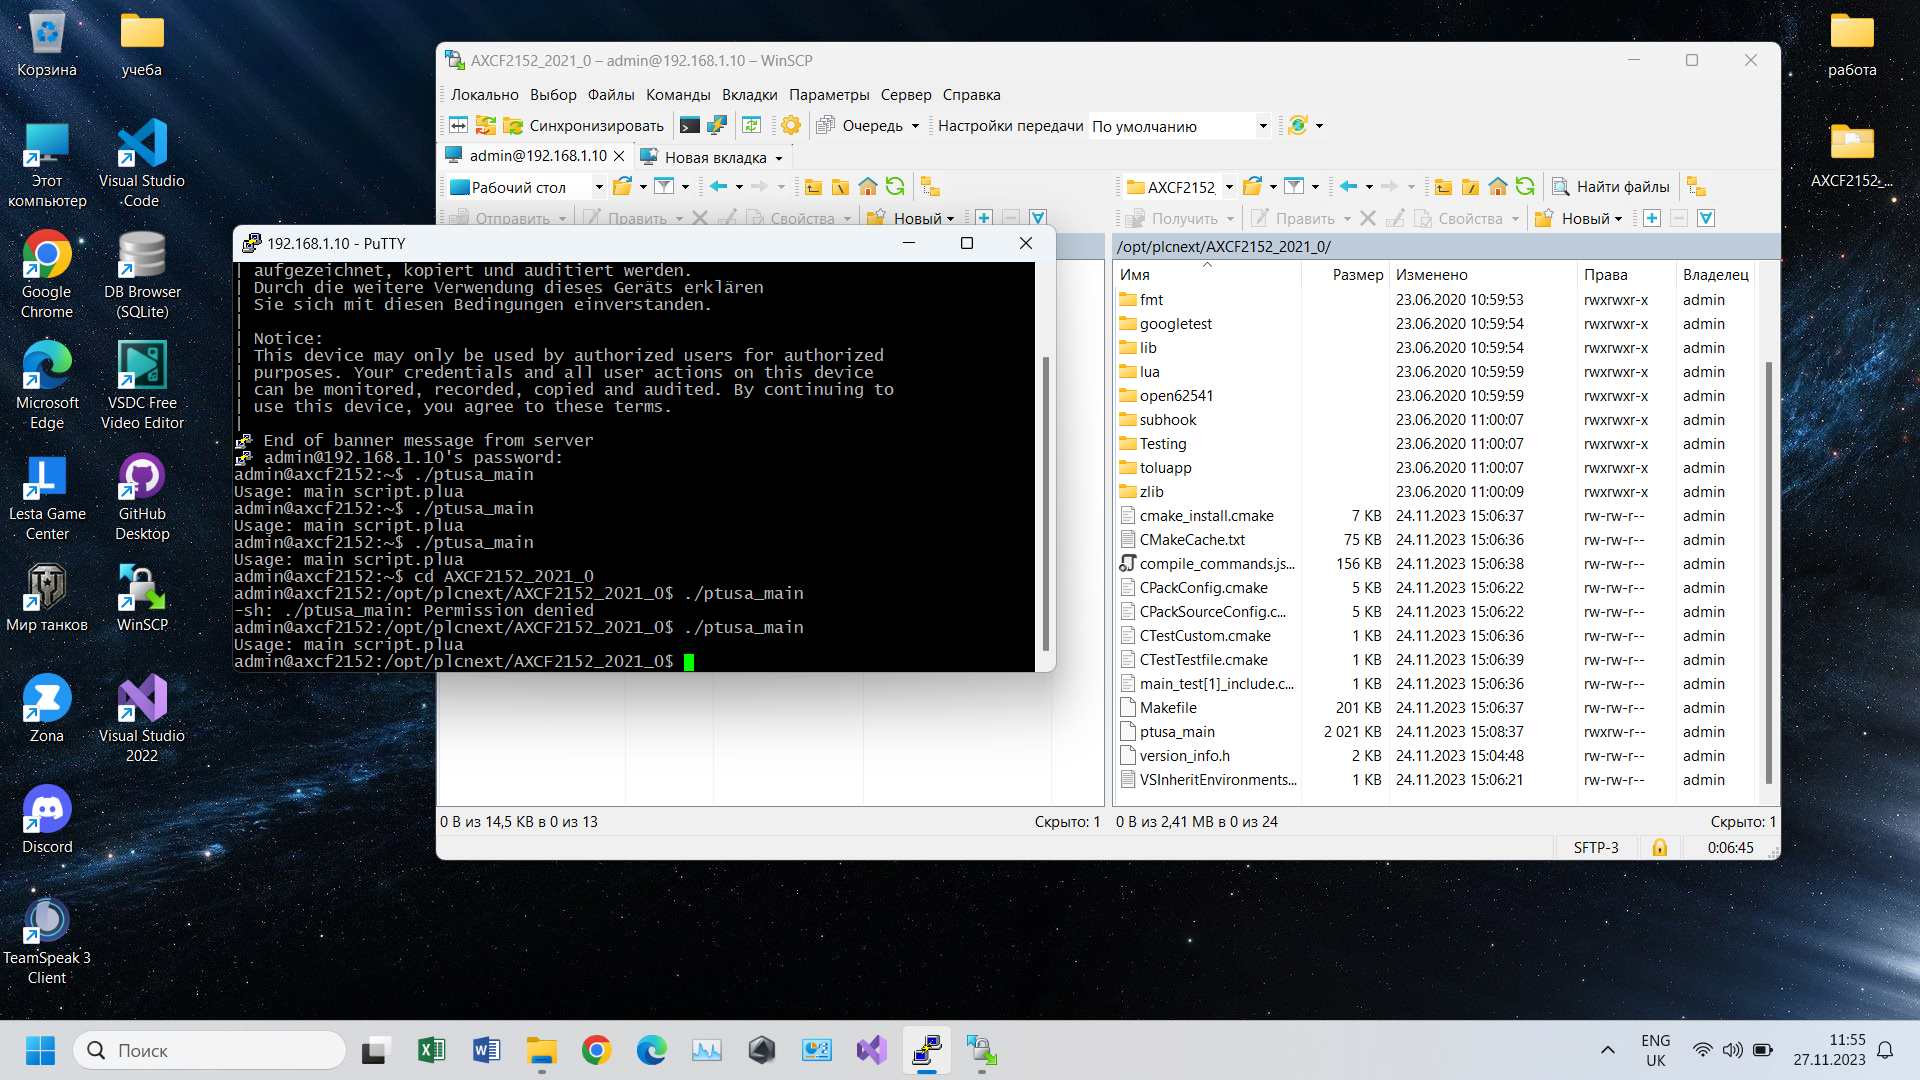 Корзина
учеба
Этот компьютер
Visual Studio Code
Google Chrome
DB Browser (SQLite)
Microsoft Edge
VSDC Free Video Editor
Lesta Game Center
GitHub Desktop
Мир танков
WinSCP
Zona
Visual Studio 2022
Discord
TeamSpeak 3 Client
работа
AXCF2152_...
AXCF2152_2021_0 – admin@192.168.1.10 – WinSCP
Локально Выбор Файлы Команды Вкладки Параметры Сервер Справка
Синхронизировать Очередь Настройки передачи По умолчанию
admin@192.168.1.10 Новая вкладка
Рабочий стол AXCF2152_ Найти файлы
Отправить Править Свойства Новый Получить Править Свойства Новый
/opt/plcnext/AXCF2152_2021_0/
Имя Размер Изменено Права Владелец
fmt 23.06.2020 10:59:53 rwxrwxr-x admin
googletest 23.06.2020 10:59:54 rwxrwxr-x admin
lib 23.06.2020 10:59:54 rwxrwxr-x admin
lua 23.06.2020 10:59:59 rwxrwxr-x admin
open62541 23.06.2020 10:59:59 rwxrwxr-x admin
subhook 23.06.2020 11:00:07 rwxrwxr-x admin
Testing 23.06.2020 11:00:07 rwxrwxr-x admin
toluapp 23.06.2020 11:00:07 rwxrwxr-x admin
zlib 23.06.2020 11:00:09 rwxrwxr-x admin
cmake_install.cmake 7 KB 24.11.2023 15:06:37 rw-rw-r-- admin
CMakeCache.txt 75 KB 24.11.2023 15:06:36 rw-rw-r-- admin
compile_commands.js... 156 KB 24.11.2023 15:06:38 rw-rw-r-- admin
CPackConfig.cmake 5 KB 24.11.2023 15:06:22 rw-rw-r-- admin
CPackSourceConfig.c... 5 KB 24.11.2023 15:06:22 rw-rw-r-- admin
CTestCustom.cmake 1 KB 24.11.2023 15:06:36 rw-rw-r-- admin
CTestTestfile.cmake 1 KB 24.11.2023 15:06:39 rw-rw-r-- admin
main_test[1]_include.c... 1 KB 24.11.2023 15:06:36 rw-rw-r-- admin
Makefile 201 KB 24.11.2023 15:06:37 rw-rw-r-- admin
ptusa_main 2 021 KB 24.11.2023 15:08:37 rwxrw-r-- admin
version_info.h 2 KB 24.11.2023 15:04:48 rw-rw-r-- admin
VSInheritEnvironments... 1 KB 24.11.2023 15:06:21 rw-rw-r-- admin
0 B из 14,5 KB в 0 из 13 Скрыто: 1 0 B из 2,41 MB в 0 из 24 Скрыто: 1
SFTP-3 0:06:45
192.168.1.10 - PuTTY
| aufgezeichnet, kopiert und auditiert werden.
| Durch die weitere Verwendung dieses Geräts erklären
| Sie sich mit diesen Bedingungen einverstanden.
|
| Notice:
| This device may only be used by authorized users for authorized
| purposes. Your credentials and all user actions on this device
| can be monitored, recorded, copied and audited. By continuing to
| use this device, you agree to these terms.
|
End of banner message from server
admin@192.168.1.10's password:
admin@axcf2152:~$ ./ptusa_main
Usage: main script.plua
admin@axcf2152:~$ ./ptusa_main
Usage: main script.plua
admin@axcf2152:~$ ./ptusa_main
Usage: main script.plua
admin@axcf2152:~$ cd AXCF2152_2021_0
admin@axcf2152:/opt/plcnext/AXCF2152_2021_0$ ./ptusa_main
-sh: ./ptusa_main: Permission denied
admin@axcf2152:/opt/plcnext/AXCF2152_2021_0$ ./ptusa_main
Usage: main script.plua
admin@axcf2152:/opt/plcnext/AXCF2152_2021_0$
Поиск
ENG UK
11:55
27.11.2023